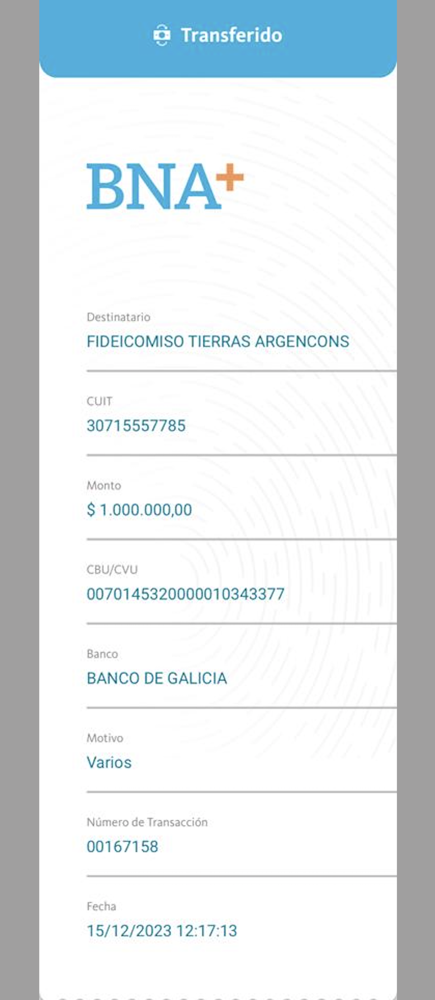 Transferido
BNA+
Destinatario
FIDEICOMISO TIERRAS ARGENCONS
CUIT
30715557785
Monto
$ 1.000.000,00
CBU/CVU
0070145320000010343377
Banco
BANCO DE GALICIA
Motivo
Varios
Número de Transacción
00167158
Fecha
15/12/2023 12:17:13